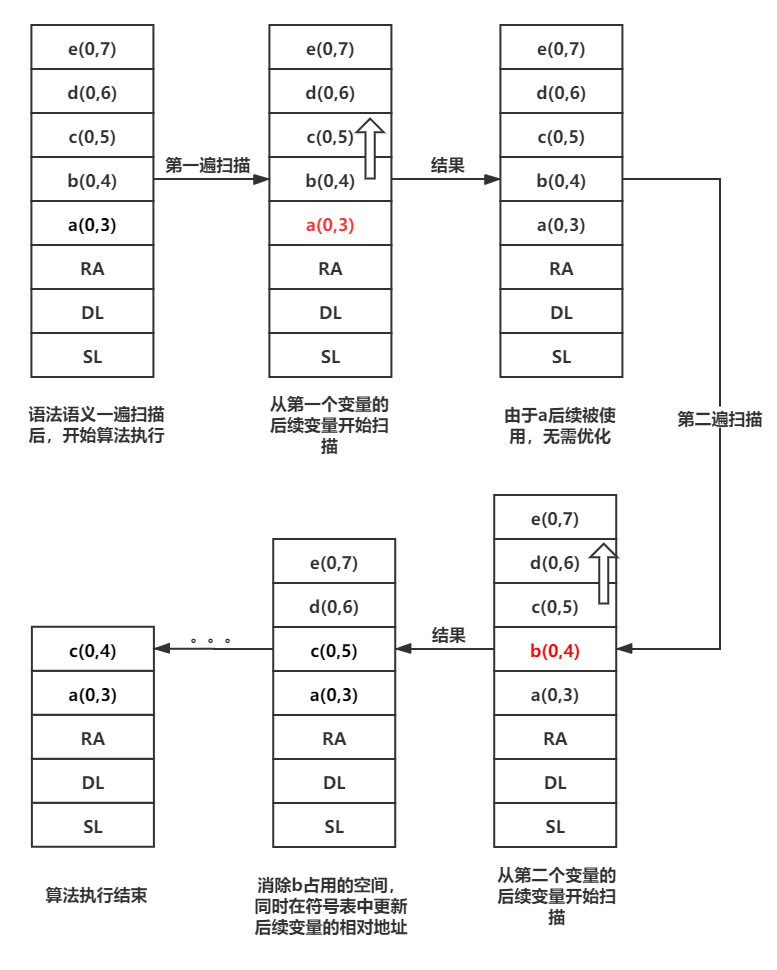 e(0,7)
d(0,6)
c(0,5)
b(0,4)
a(0,3)
RA
DL
SL
语法语义一遍扫描
后，开始算法执行
第一遍扫描
e(0,7)
d(0,6)
c(0,5)
b(0,4)
a(0,3)
RA
DL
SL
从第一个变量的
后续变量开始扫
描
结果
e(0,7)
d(0,6)
c(0,5)
b(0,4)
a(0,3)
RA
DL
SL
由于a后续被使
用，无需优化
第二遍扫描
e(0,7)
d(0,6)
c(0,5)
b(0,4)
a(0,3)
RA
DL
SL
从第二个变量的
后续变量开始扫
描
结果
e(0,7)
d(0,6)
c(0,5)
a(0,3)
RA
DL
SL
消除b占用的空间，
同时在符号表中更新
后续变量的相对地址
。。。
c(0,4)
a(0,3)
RA
DL
SL
算法执行结束